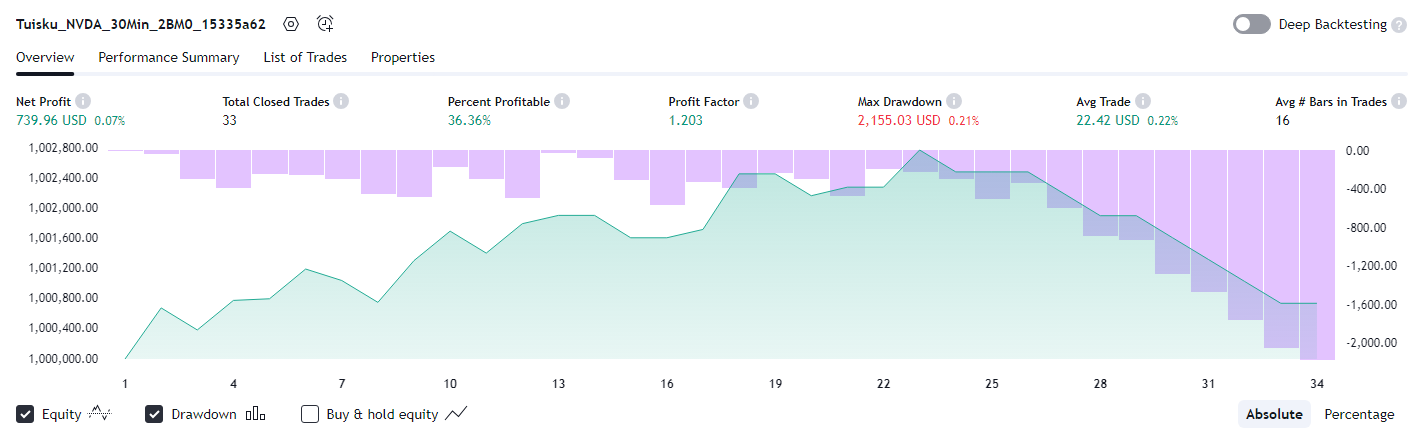 Tuisku_NVDA_30Min_2BM0_15335a62
Deep Backtesting ?
Overview Performance Summary List of Trades Properties
Net Profit i Total Closed Trades i Percent Profitable i Profit Factor i Max Drawdown i Avg Trade i Avg # Bars in Trades i
739.96 USD 0.07% 33 36.36% 1.203 2,155.03 USD 0.21% 22.42 USD 0.22% 16
1,002,800.00 0.00
1,002,400.00 -400.00
1,002,000.00
1,001,600.00 -800.00
1,001,200.00 -1,200.00
1,000,800.00 -1,600.00
1,000,400.00
1,000,000.00 -2,000.00
1 4 7 10 13 16 19 22 25 28 31 34
Equity Drawdown Buy & hold equity Absolute Percentage